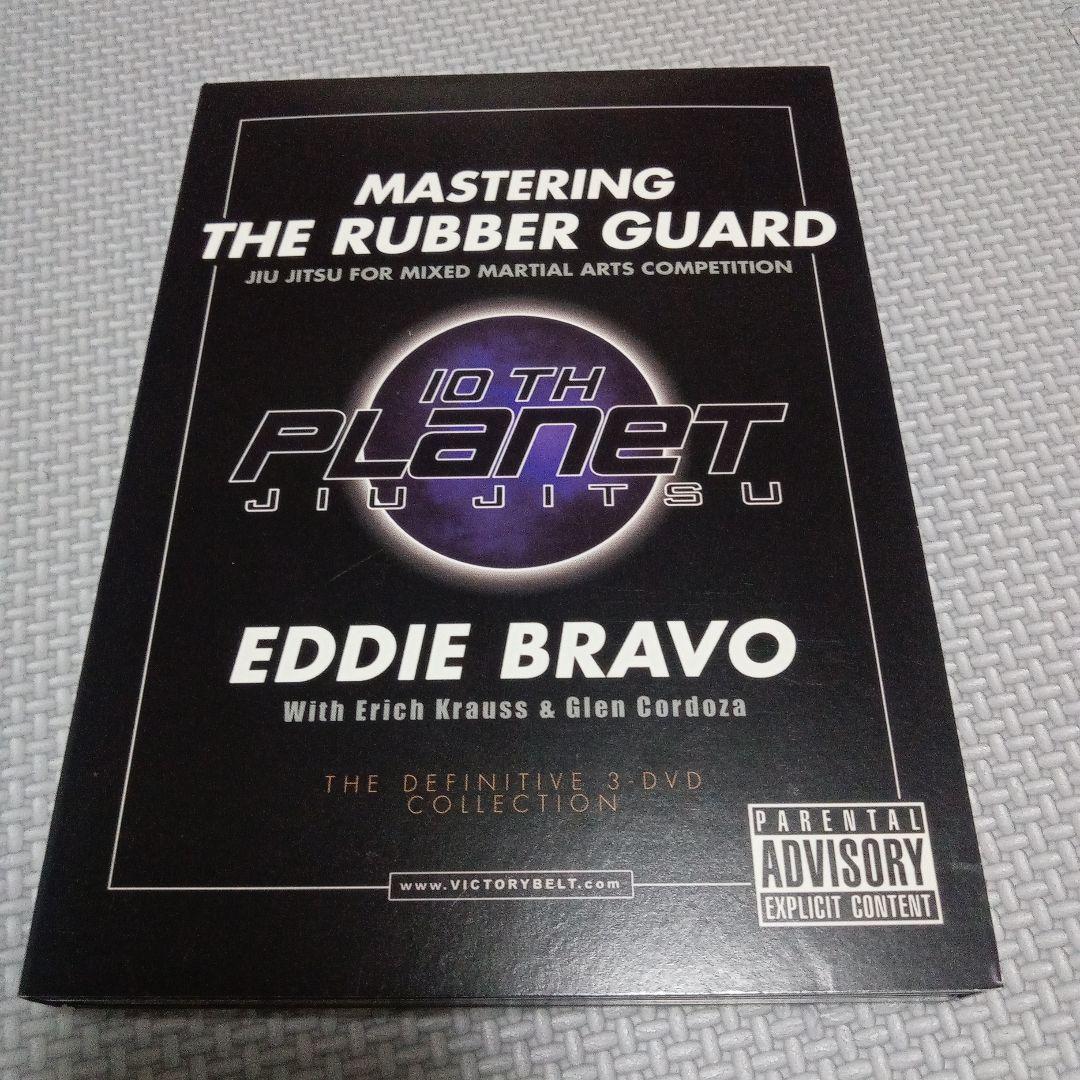 MASTERING
THE RUBBER GUARD
JIU JITSU FOR MIXED MARTIAL ARTS COMPETITION
10 TH
PLANET
JIU JITSU
EDDIE BRAVO
With Erich Krauss & Glen Cordoza
THE DEFINITIVE 3-DVD
COLLECTION
www.VICTORYBELT.com
PARENTAL
ADVISORY
EXPLICIT CONTENT